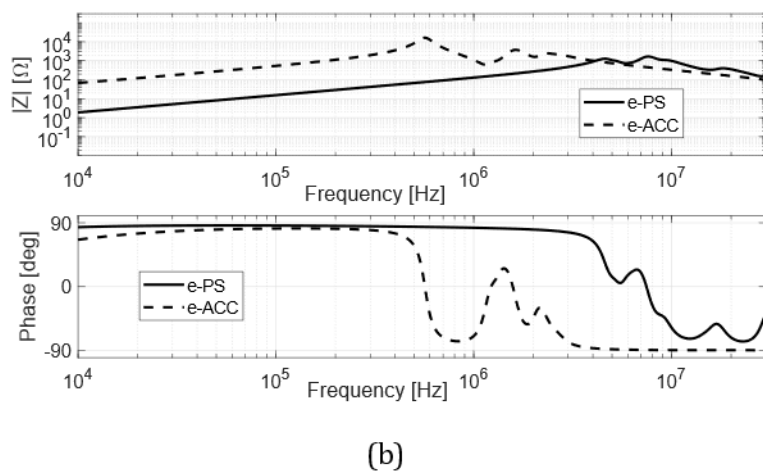 |Z| [Ω]
10^4
10^3
10^2
10^1
10^0
10^-1
e-PS
e-ACC
10^4
10^5
10^6
10^7
Frequency [Hz]
Phase [deg]
90
0
-90
e-PS
e-ACC
10^4
10^5
10^6
10^7
Frequency [Hz]
(b)